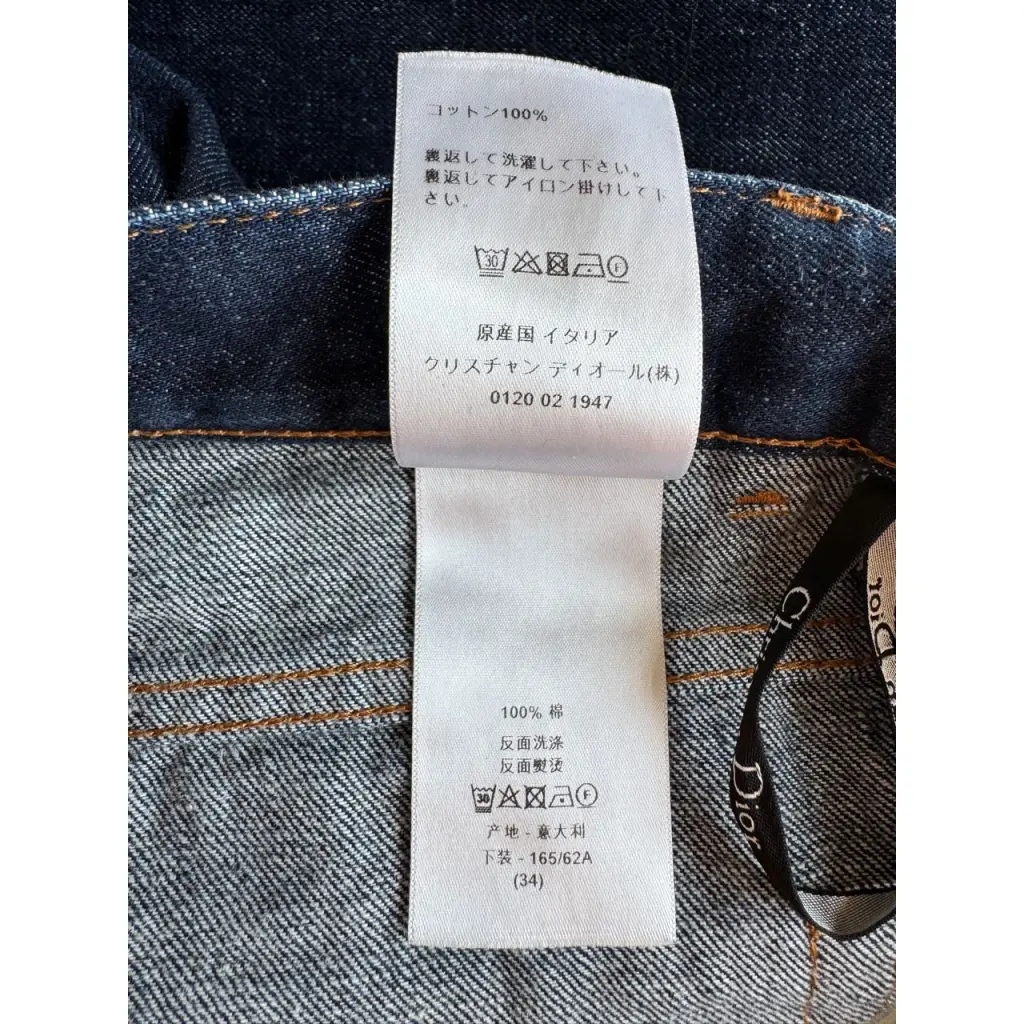 コットン100%
裏返して洗濯して下さい。
裏返してアイロン掛けして下
さい。
30
F
原産国 イタリア
クリスチャン ディオール(株)
0120 02 1947
100% 棉
反面洗涤
反面熨烫
30
F
产地 - 意大利
下装 - 165/62A
(34)
Dior
Dior